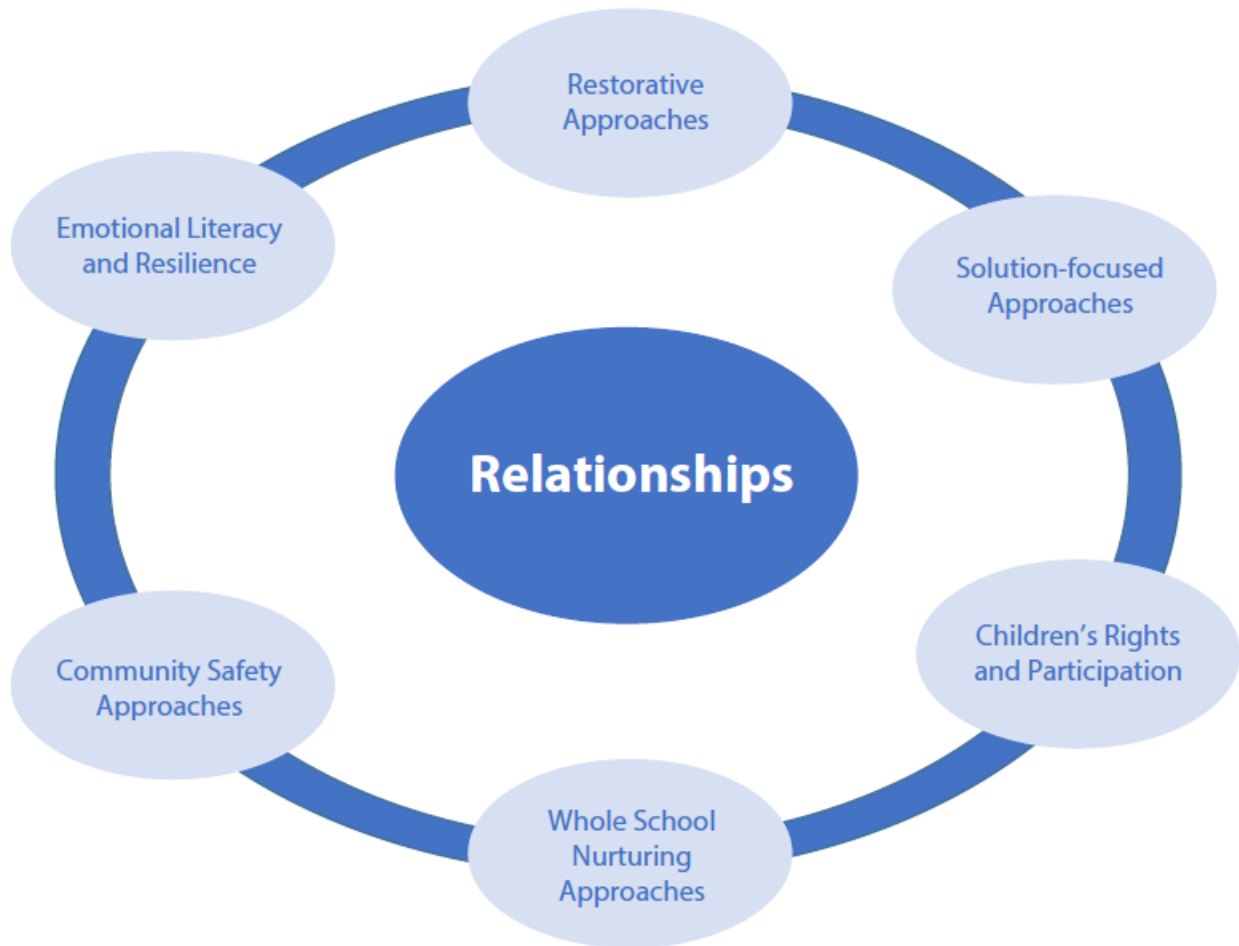 Restorative
Approaches
Emotional Literacy
and Resilience
Solution-focused
Approaches
Relationships
Children’s Rights
and Participation
Community Safety
Approaches
Whole School
Nurturing
Approaches